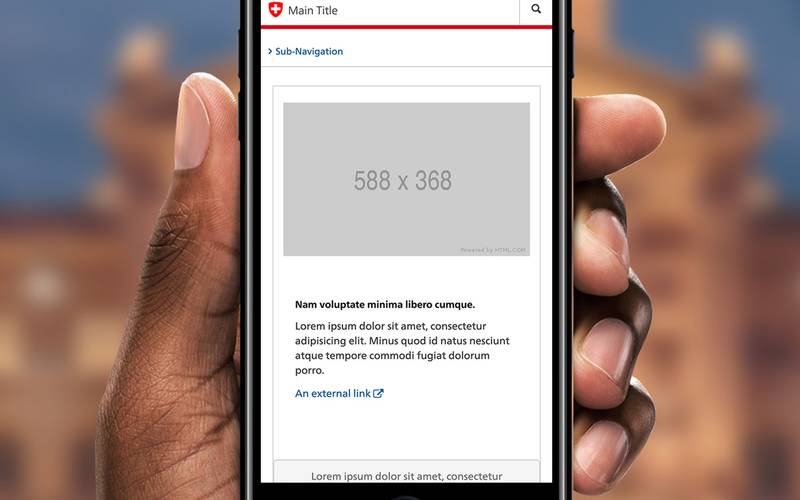 Main Title
Sub-Navigation
588 x 368
Powered by HTML.COM
Nam voluptate minima libero cumque.
Lorem ipsum dolor sit amet, consectetur
adipisicing elit. Minus quod id natus nesciunt
atque tempore commodi fugiat dolorum
porro.
An external link
Lorem ipsum dolor sit amet, consectetur